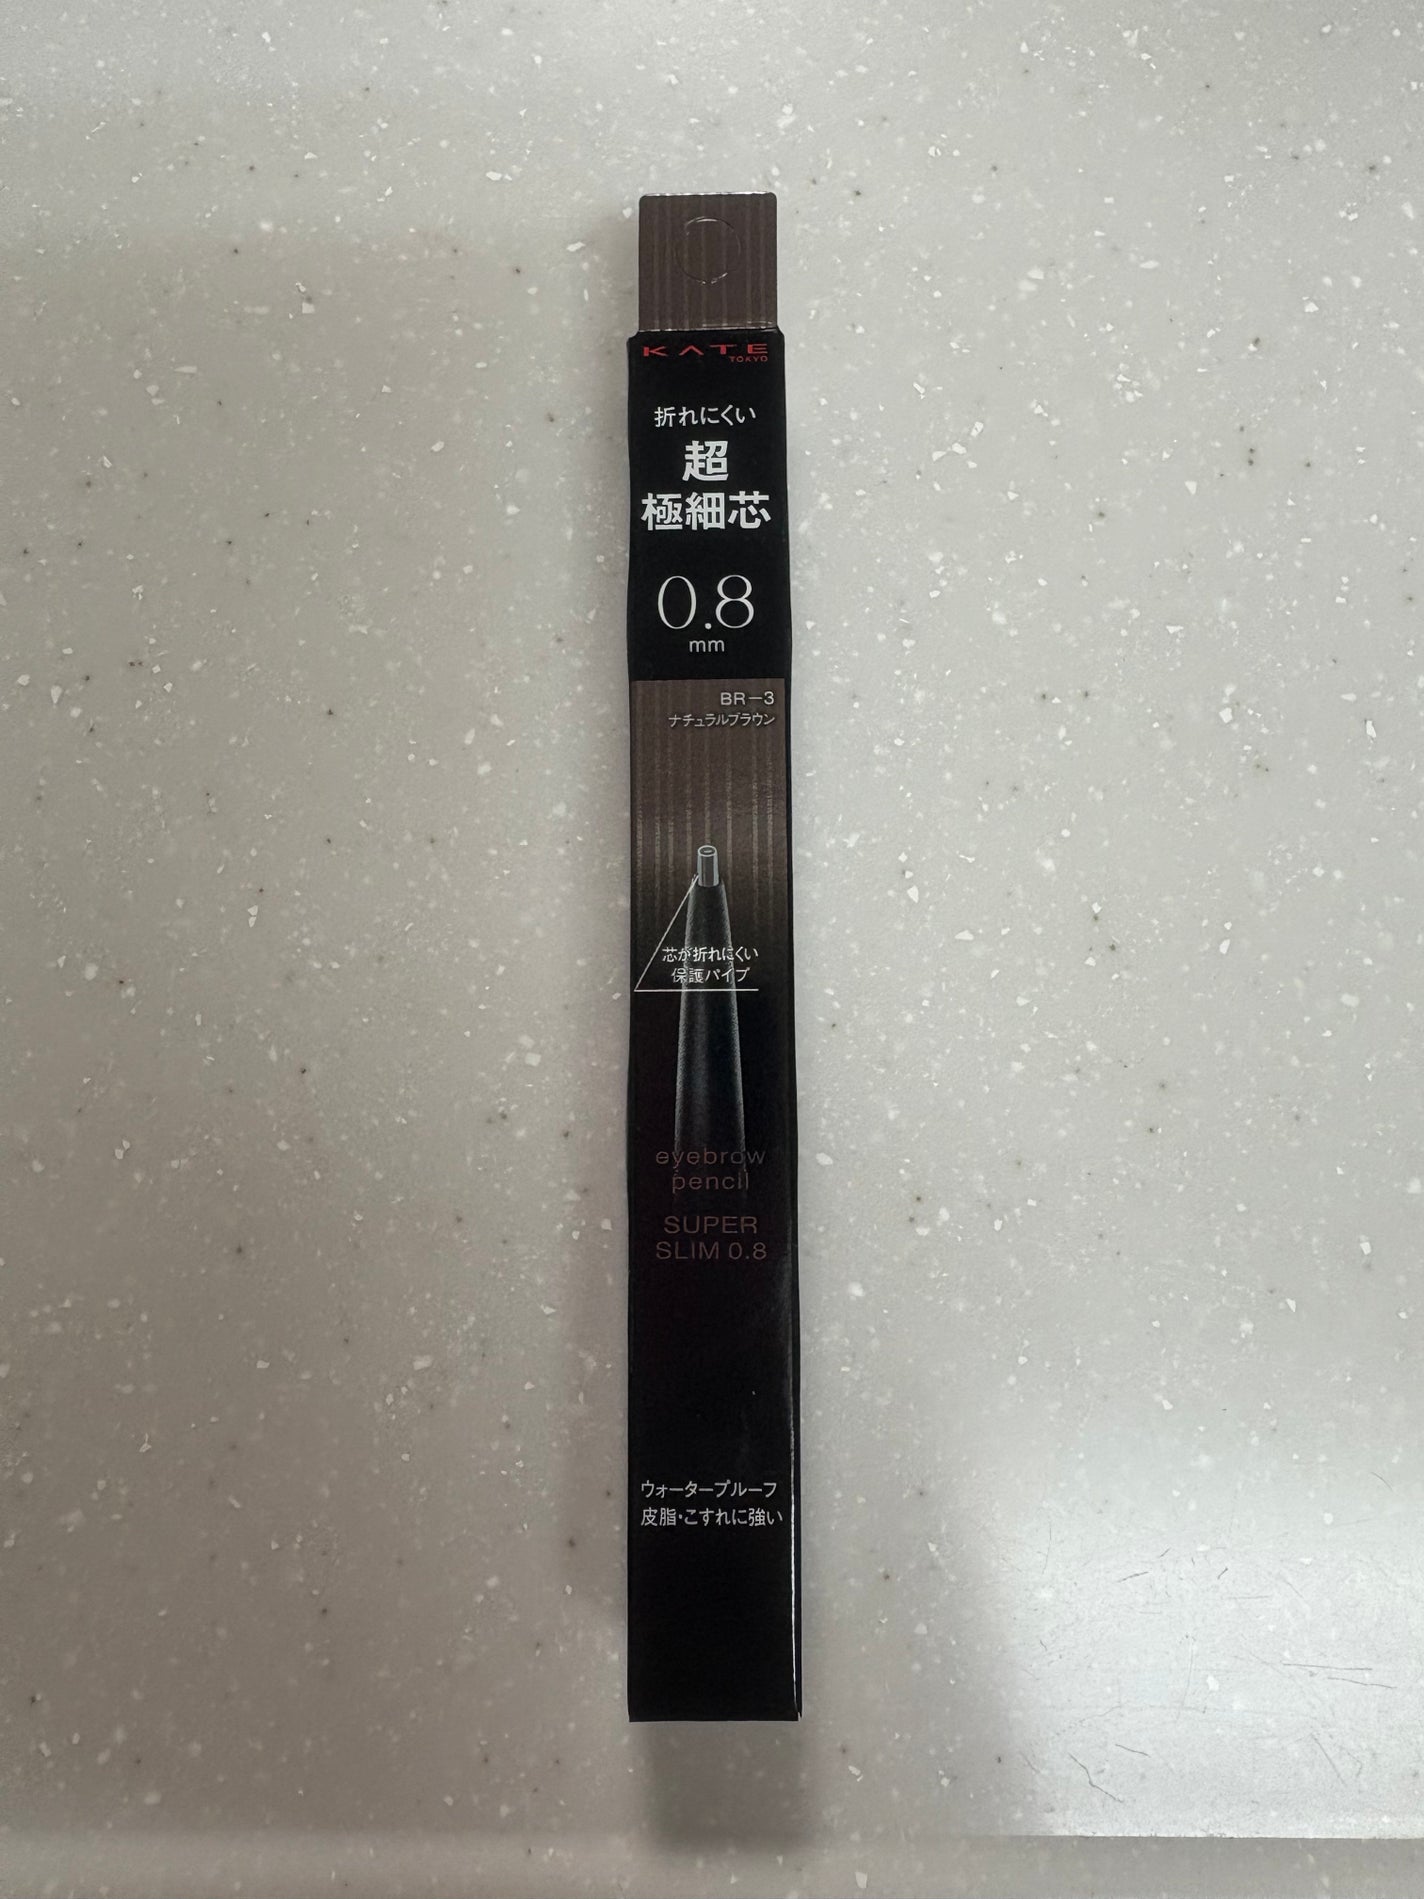 KATE
TOKYO
折れにくい
超
極細芯
0.8
mm
BR-3
ナチュラルブラウン
芯が折れにくい
保護パイプ
eyebrow
pencil
SUPER
SLIM 0.8
ウォータープルーフ
皮脂・こすれに強い